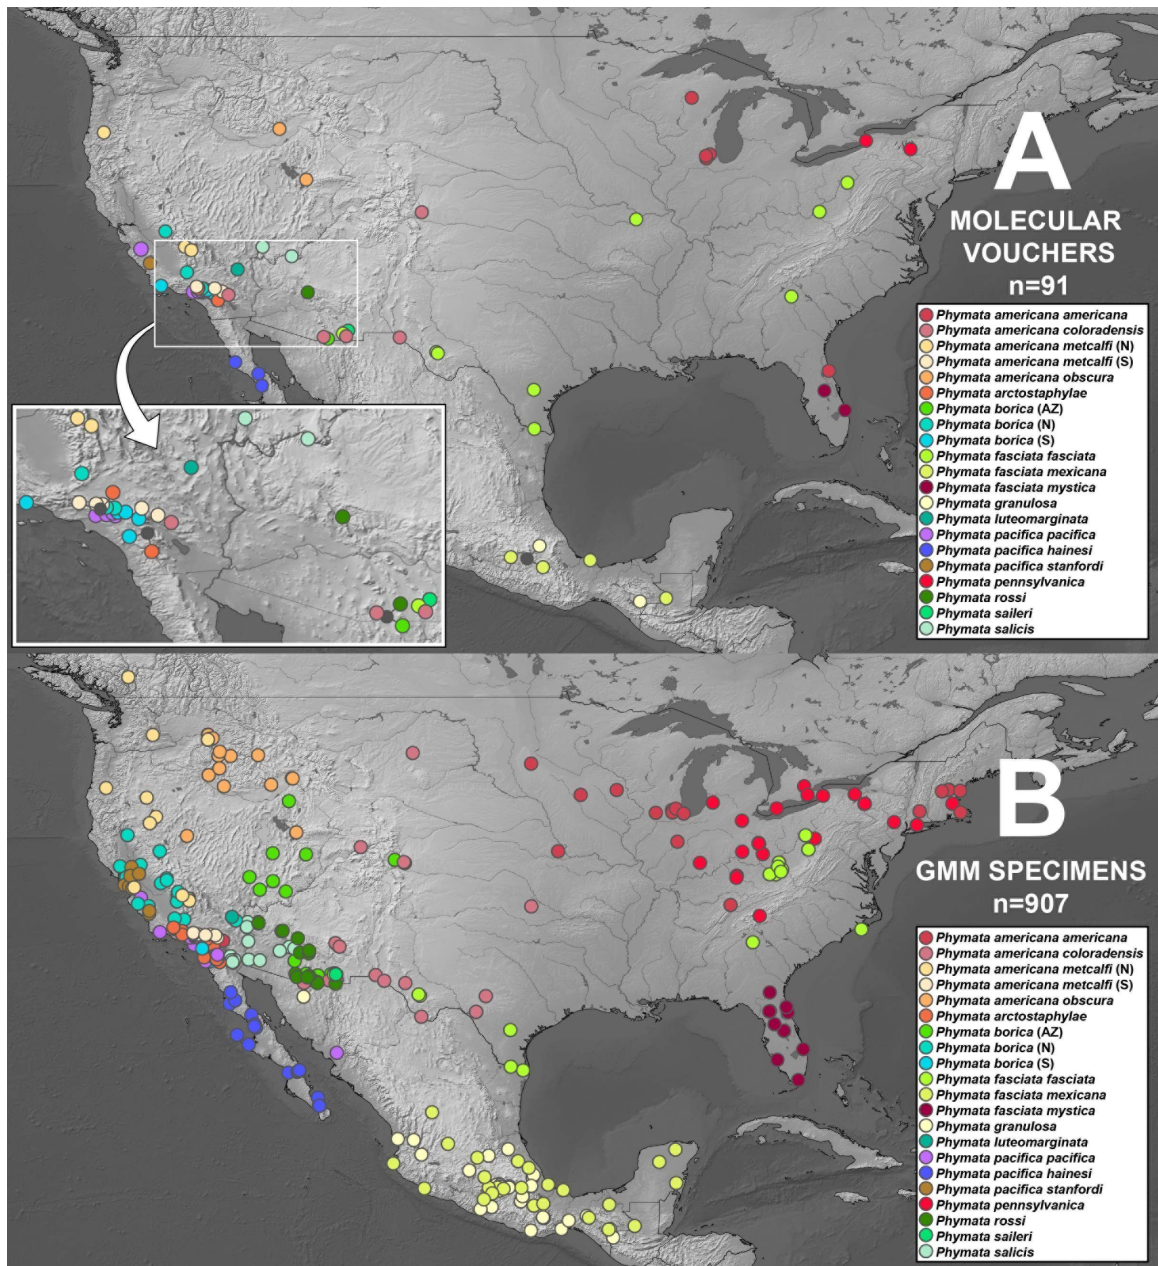 A
MOLECULAR
VOUCHERS
n=91
Phymata americana americana
Phymata americana coloradensis
Phymata americana metcalfi (N)
Phymata americana metcalfi (S)
Phymata americana obscura
Phymata arctostaphylae
Phymata borica (AZ)
Phymata borica (N)
Phymata borica (S)
Phymata fasciata fasciata
Phymata fasciata mexicana
Phymata fasciata mystica
Phymata granulosa
Phymata luteomarginata
Phymata pacifica pacifica
Phymata pacifica hainesi
Phymata pacifica stanfordi
Phymata pennsylvanica
Phymata rossi
Phymata saileri
Phymata salicis
B
GMM SPECIMENS
n=907
Phymata americana americana
Phymata americana coloradensis
Phymata americana metcalfi (N)
Phymata americana metcalfi (S)
Phymata americana obscura
Phymata arctostaphylae
Phymata borica (AZ)
Phymata borica (N)
Phymata borica (S)
Phymata fasciata fasciata
Phymata fasciata mexicana
Phymata fasciata mystica
Phymata granulosa
Phymata luteomarginata
Phymata pacifica pacifica
Phymata pacifica hainesi
Phymata pacifica stanfordi
Phymata pennsylvanica
Phymata rossi
Phymata saileri
Phymata salicis